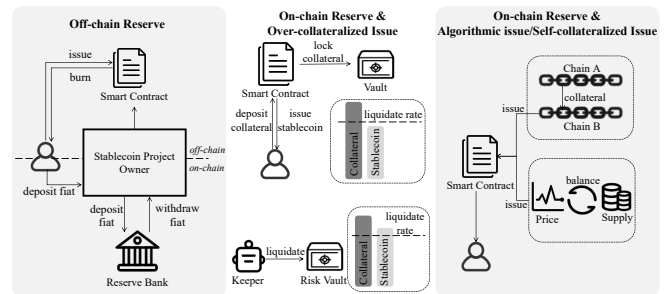 Off-chain Reserve
issue
burn
Smart Contract
Stablecoin Project
Owner
off-chain
on-chain
deposit fiat
deposit
fiat
withdraw
fiat
Reserve Bank
On-chain Reserve &
Over-collateralized Issue
lock
collateral
Smart Contract
Vault
deposit
collateral
issue
stablecoin
liquidate rate
Collateral
Stablecoin
Keeper
liquidate
Risk Vault
liquidate
rate
Collateral
Stablecoin
On-chain Reserve &
Algorithmic issue/Self-collateralized Issue
Chain A
collateral
Chain B
issue
Smart Contract
issue
balance
Price
Supply